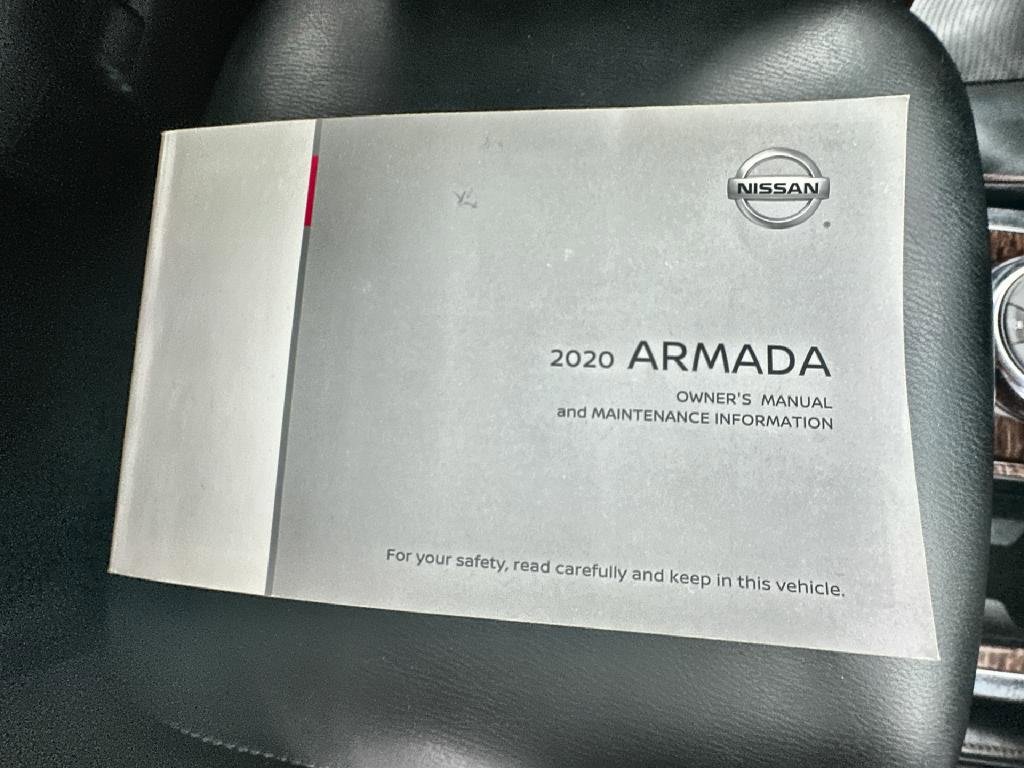 NISSAN
2020 ARMADA
OWNER'S MANUAL
and MAINTENANCE INFORMATION
For your safety, read carefully and keep in this vehicle.